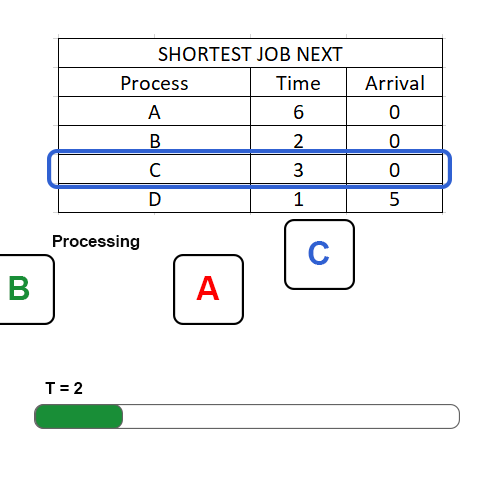 SHORTEST JOB NEXT
Process Time Arrival
A 6 0
B 2 0
C 3 0
D 1 5
Processing
B A C
T = 2